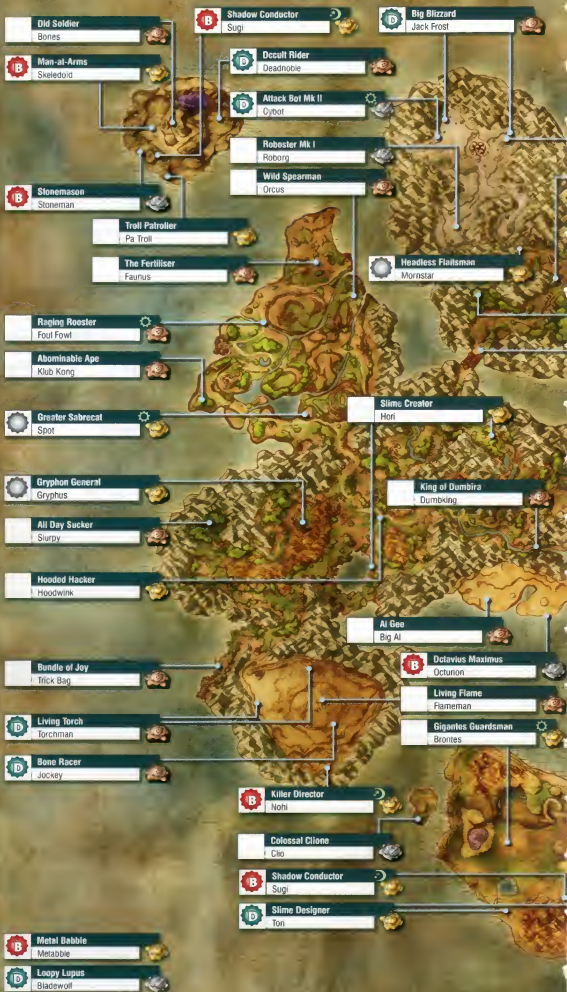 Did Soldier
Bones
B
Man-at-Arms
Skeledoid
B
Shadow Conductor
Sugi
D
Occult Rider
Deadnoble
D
Attack Bot Mk II
Cybot
Roboster Mk I
Roborg
Wild Spearman
Orcus
D
Big Blizzard
Jack Frost
B
Stonemason
Stoneman
Troll Patroller
Pa Troll
The Fertiliser
Faunus
Headless Flailsman
Mornstar
Raging Rooster
Foul Fowl
Abominable Ape
Klub Kong
Greater Sabrecat
Spot
Slime Creator
Hori
Gryphon General
Gryphus
King of Dumbira
Dumbking
All Day Sucker
Slurpy
Hooded Hacker
Hoodwink
Al Gee
Big Al
B
Octavius Maximus
Octurion
Bundle of Joy
Trick Bag
Living Flame
Flameman
D
Living Torch
Torchman
Gigantes Guardsman
Brontes
D
Bone Racer
Jockey
B
Killer Director
Nohi
Colossal Clione
Clio
B
Shadow Conductor
Sugi
D
Slime Designer
Tori
B
Metal Babble
Metabble
D
Loopy Lupus
Bladewolf